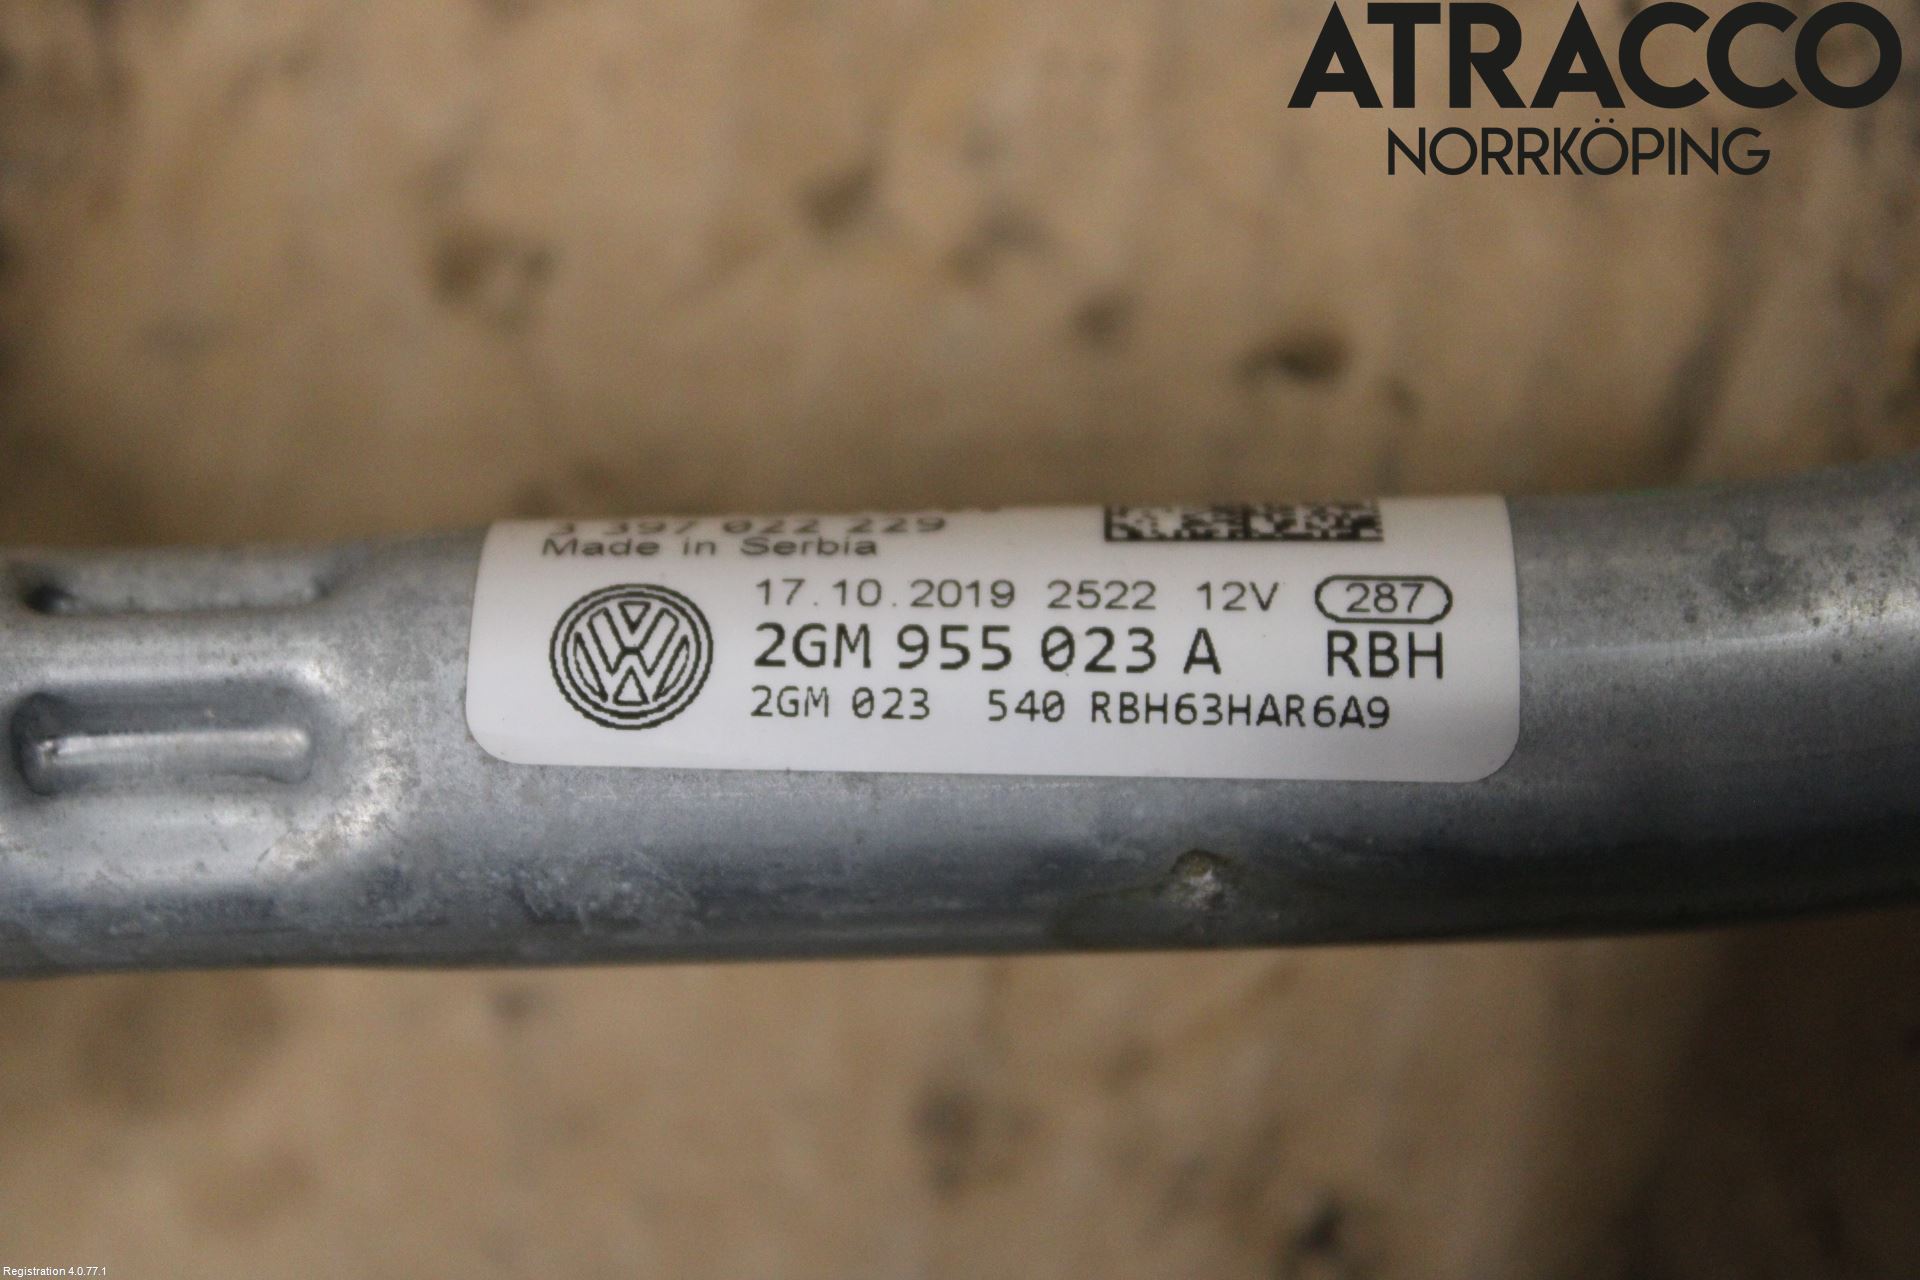 ATRACCO
NORRKÖPING
3 397 022 229
Made in Serbia
17.10.2019 2522 12V 287
2GM 955 023 A RBH
2GM 023 540 RBH63HAR6A9
Registration 4.0.77.1